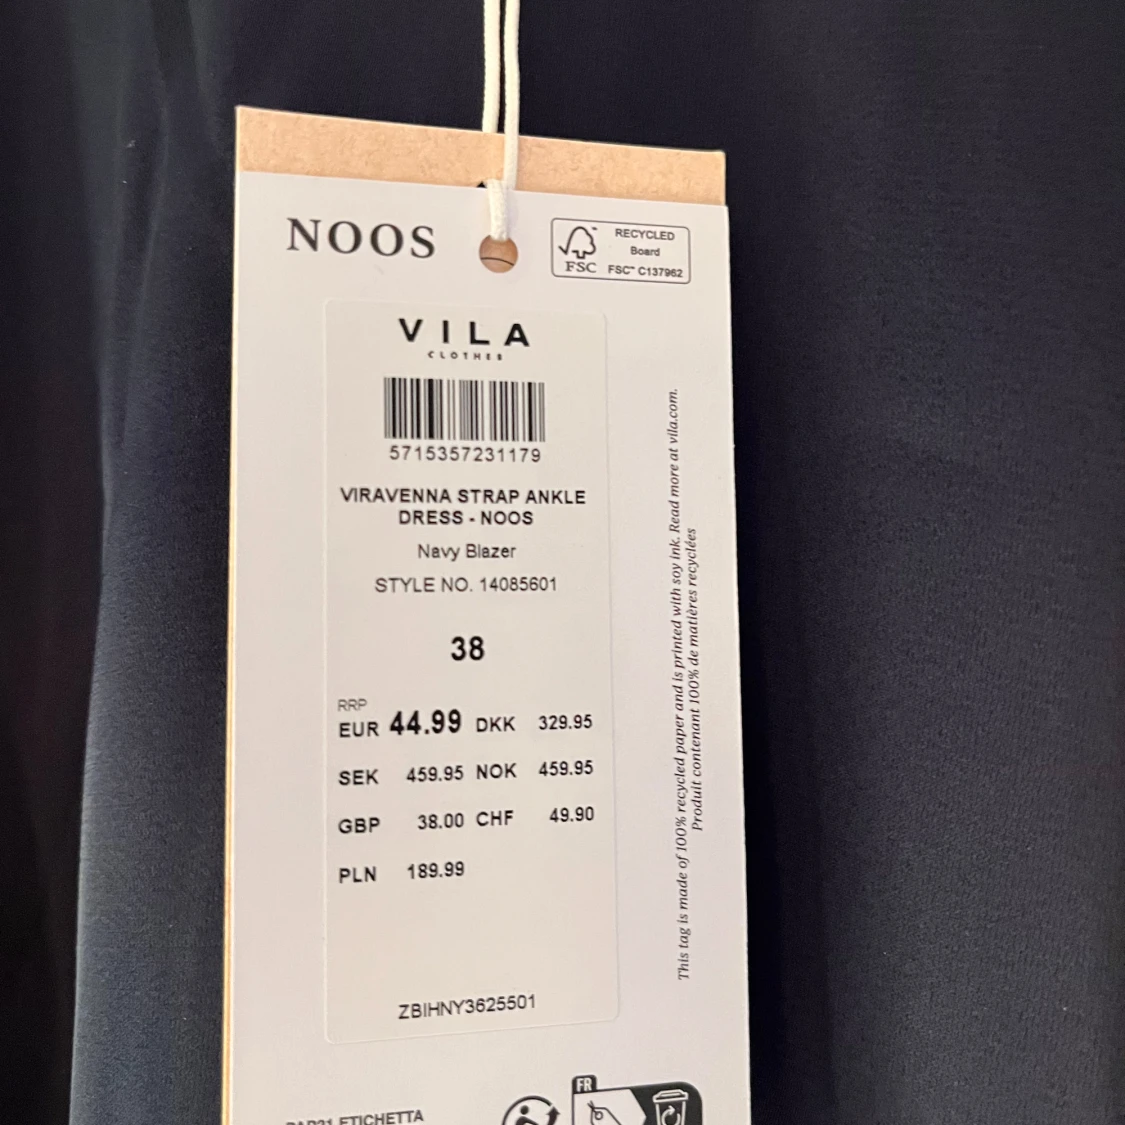 NOOS
RECYCLED
Board
FSC™ C137962
FSC
VILA
CLOTHES
5715357231179
VIRAVENNA STRAP ANKLE
DRESS - NOOS
Navy Blazer
STYLE NO. 14085601
38
RRP
EUR 44.99 DKK 329.95
SEK 459.95 NOK 459.95
GBP 38.00 CHF 49.90
PLN 189.99
ZBIHNY3625501
This tag is made of 100% recycled paper and is printed with soy ink. Read more at vila.com.
Produit contenant 100% de matières recyclées
FR
ETICHETTA